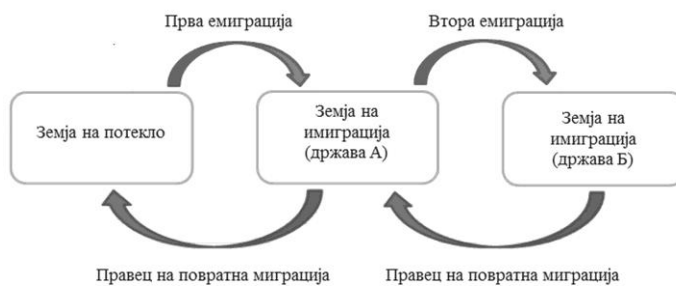 Прва емиграција
Втора емиграција
Земја на потекло
Земја на
имиграција
(држава А)
Земја на
имиграција
(држава Б)
Правец на повратна миграција
Правец на повратна миграција